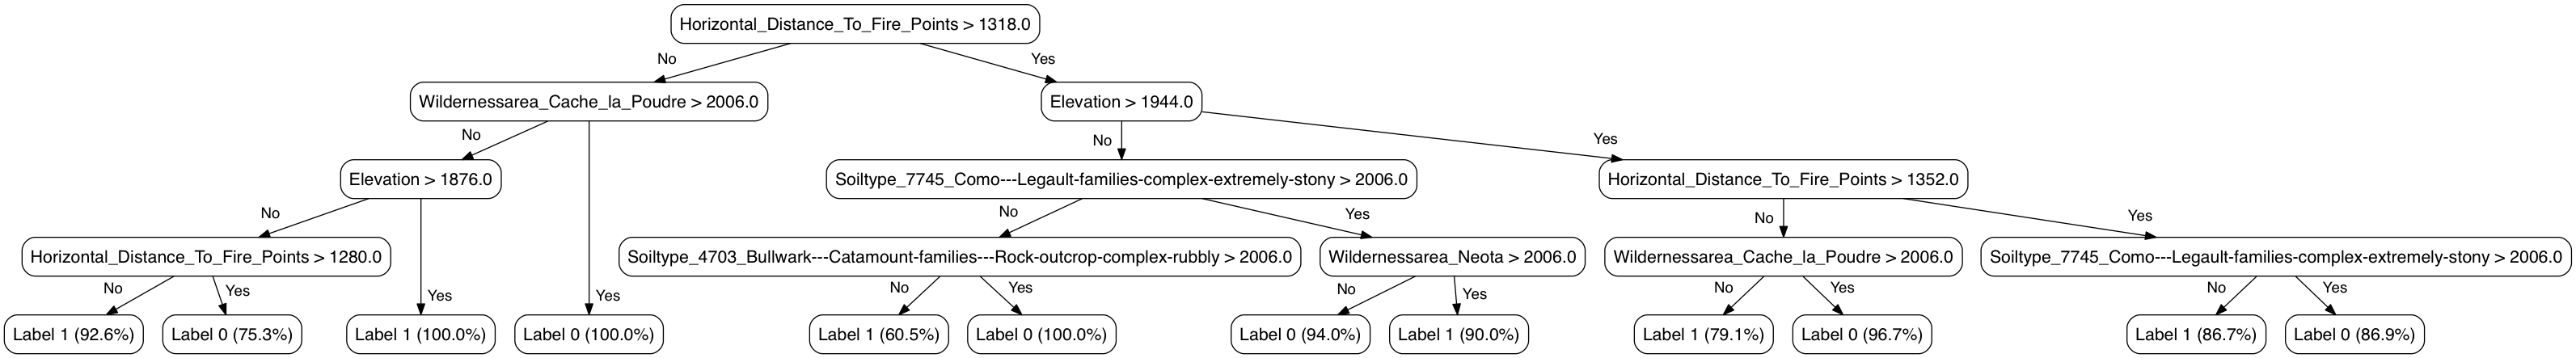 Horizontal_Distance_To_Fire_Points > 1318.0
No
Yes
Wildernessarea_Cache_la_Poudre > 2006.0
Elevation > 1944.0
No
No
Yes
Elevation > 1876.0
Soiltype_7745_Como---Legault-families-complex-extremely-stony > 2006.0
Horizontal_Distance_To_Fire_Points > 1352.0
No
No
Yes
No
Yes
Horizontal_Distance_To_Fire_Points > 1280.0
Soiltype_4703_Bullwark---Catamount-families---Rock-outcrop-complex-rubbly > 2006.0
Wildernessarea_Neota > 2006.0
Wildernessarea_Cache_la_Poudre > 2006.0
Soiltype_7745_Como---Legault-families-complex-extremely-stony > 2006.0
No
Yes
Yes
Yes
No
Yes
No
Yes
No
Yes
No
Yes
Label 1 (92.6%)
Label 0 (75.3%)
Label 1 (100.0%)
Label 0 (100.0%)
Label 1 (60.5%)
Label 0 (100.0%)
Label 0 (94.0%)
Label 1 (90.0%)
Label 1 (79.1%)
Label 0 (96.7%)
Label 1 (86.7%)
Label 0 (86.9%)